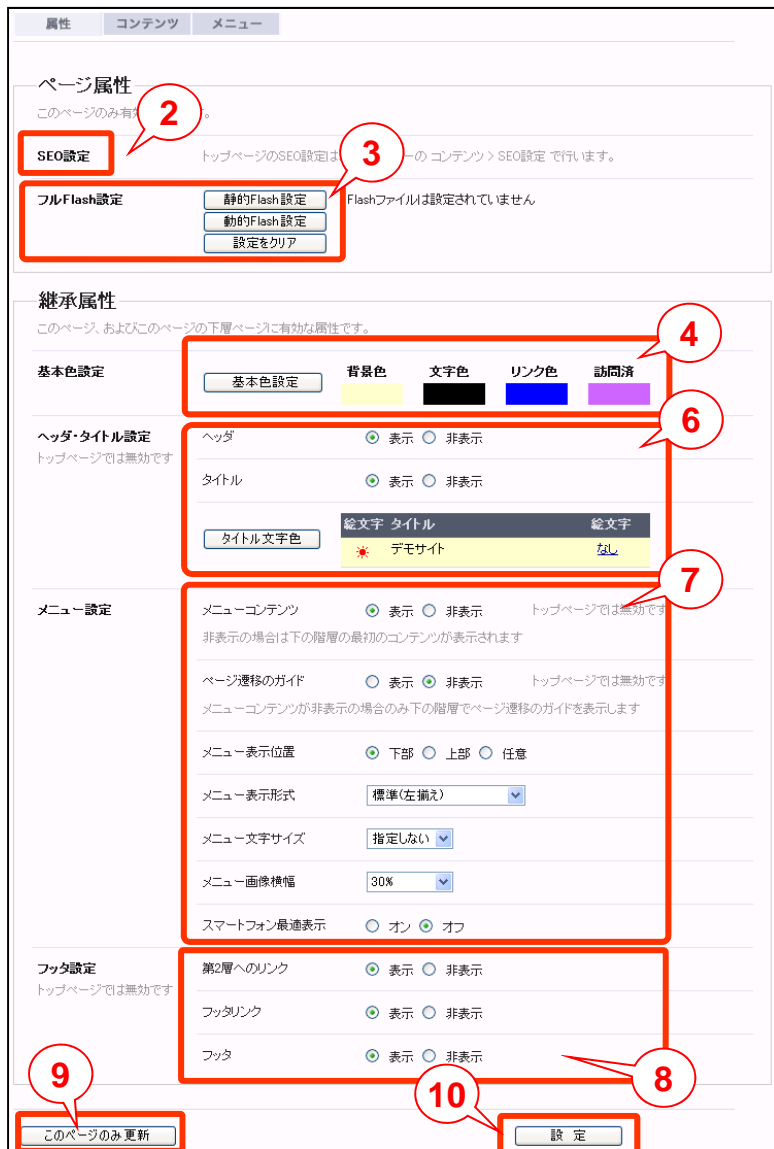 属性 コンテンツ メニュー
ページ属性
このページのみ有 。
2
SEO設定 トップページのSEO設定は ーの コンテンツ > SEO設定 で行います。
3
フルFlash設定 静的Flash設定 Flashファイルは設定されていません
動的Flash設定
設定をクリア
継承属性
このページ、およびこのページの下層ページに有効な属性です。
4
基本色設定 基本色設定 背景色 文字色 リンク色 訪問済
6
ヘッダ・タイトル設定 ヘッダ 表示 非表示
トップページでは無効です
タイトル 表示 非表示
絵文字 タイトル 絵文字
タイトル文字色 デモサイト なし
7
メニュー設定 メニューコンテンツ 表示 非表示 トップページでは無効です
非表示の場合は下の階層の最初のコンテンツが表示されます
ページ遷移のガイド 表示 非表示 トップページでは無効です
メニューコンテンツが非表示の場合のみ下の階層でページ遷移のガイドを表示します
メニュー表示位置 下部 上部 任意
メニュー表示形式 標準(左揃え)
メニュー文字サイズ 指定しない
メニュー画像横幅 30%
スマートフォン最適表示 オン オフ
フッタ設定 第2層へのリンク 表示 非表示
トップページでは無効です
フッタリンク 表示 非表示
フッタ 表示 非表示
8
9
10
このページのみ更新 設 定